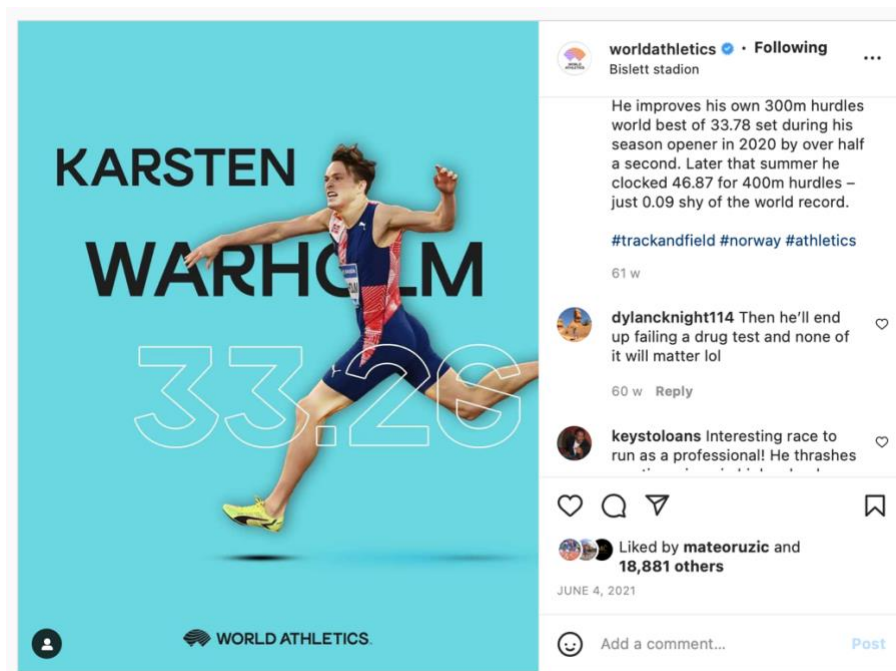 KARSTEN
WARHOLM
33.26
WORLD ATHLETICS.
worldathletics • Following
Bislett stadion
He improves his own 300m hurdles
world best of 33.78 set during his
season opener in 2020 by over half
a second. Later that summer he
clocked 46.87 for 400m hurdles –
just 0.09 shy of the world record.
#trackandfield #norway #athletics
61 w
dylancknight114 Then he'll end
up failing a drug test and none of
it will matter lol
60 w Reply
keystoloans Interesting race to
run as a professional! He thrashes
Liked by mateoruzic and
18,881 others
JUNE 4, 2021
Add a comment... Post